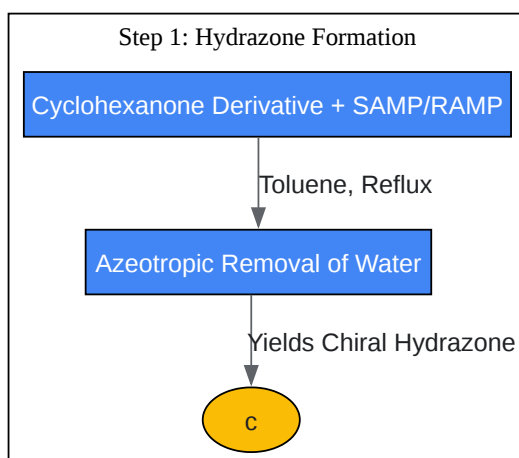 Step 1: Hydrazone Formation
Cyclohexanone Derivative + SAMP/RAMP
Toluene, Reflux
Azeotropic Removal of Water
Yields Chiral Hydrazone
c